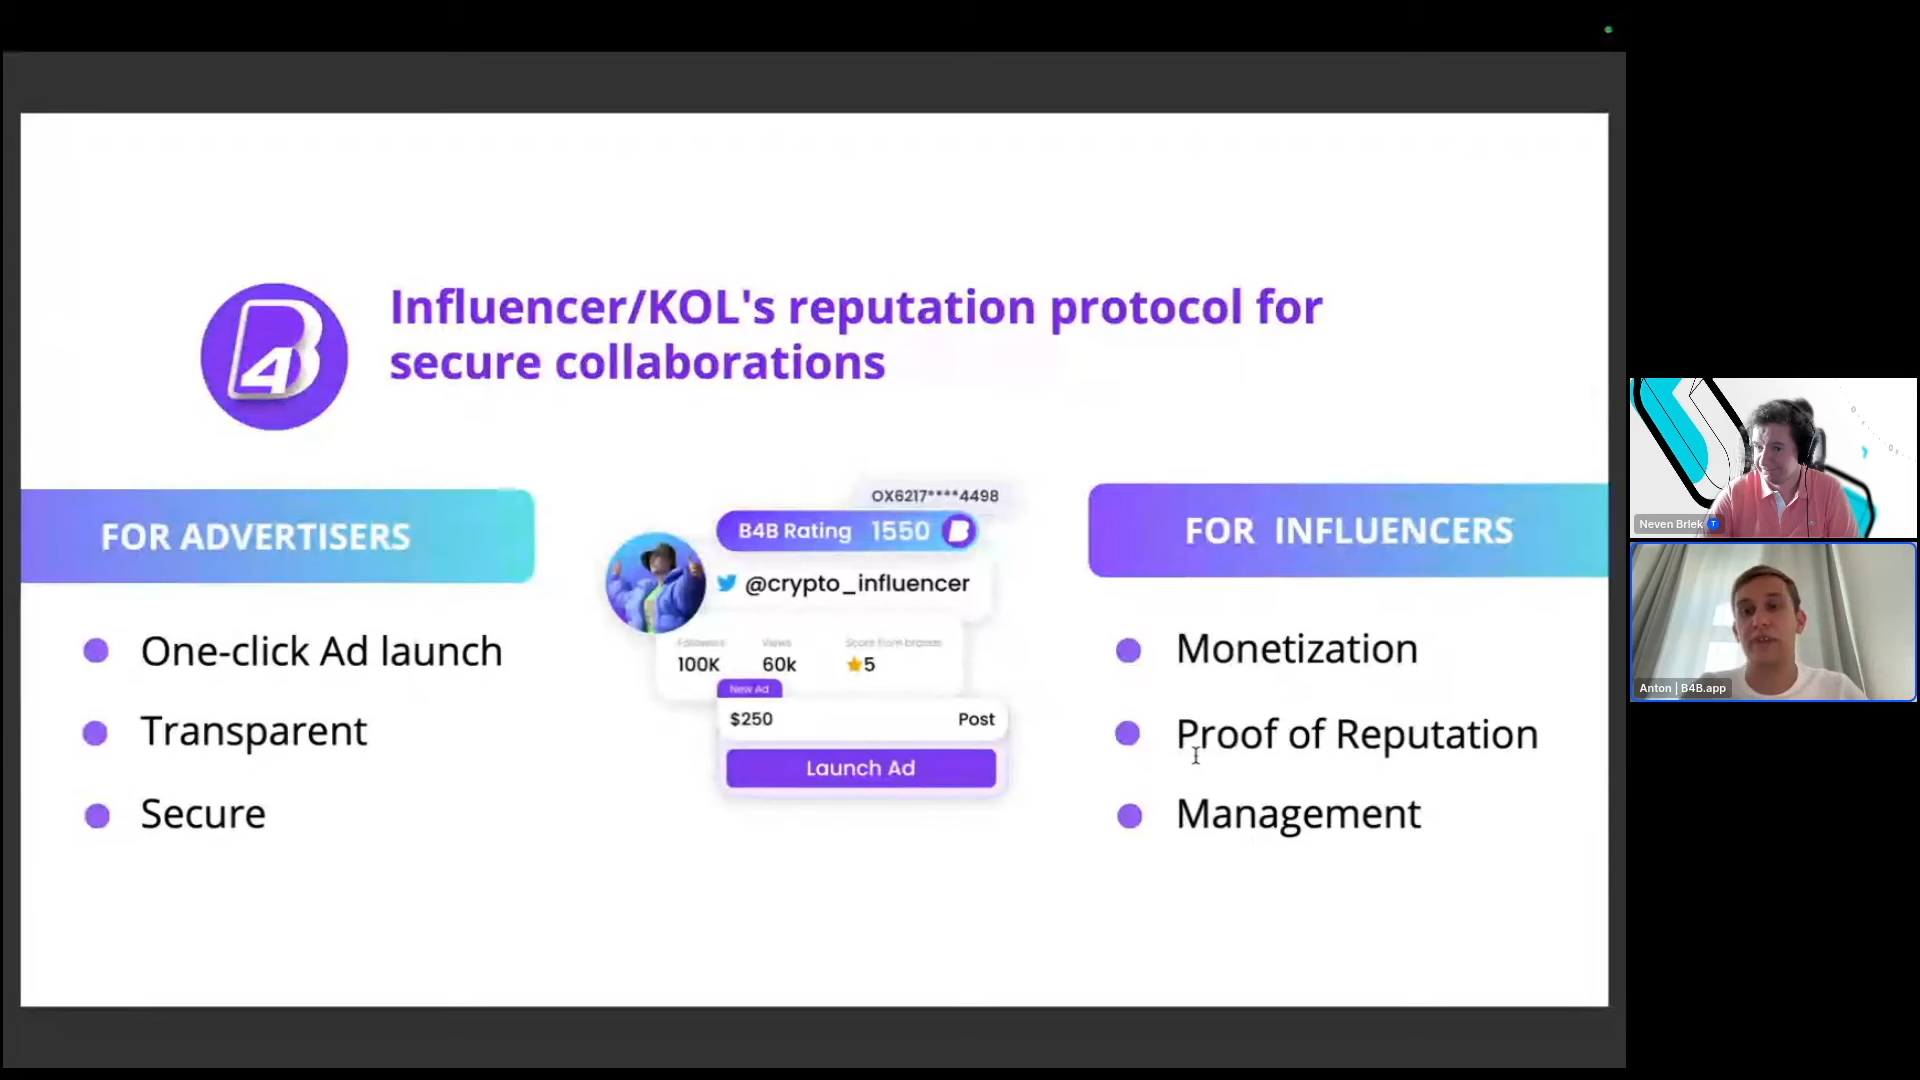 B4
Influencer/KOL's reputation protocol for
secure collaborations
FOR ADVERTISERS
One-click Ad launch
Transparent
Secure
OX6217****4498
B4B Rating 1550 B
@crypto_influencer
Followers Views Score from brands
100K 60k 5
New Ad
$250 Post
Launch Ad
FOR INFLUENCERS
Monetization
Proof of Reputation
Management
Neven Briek T
Anton | B4B.app